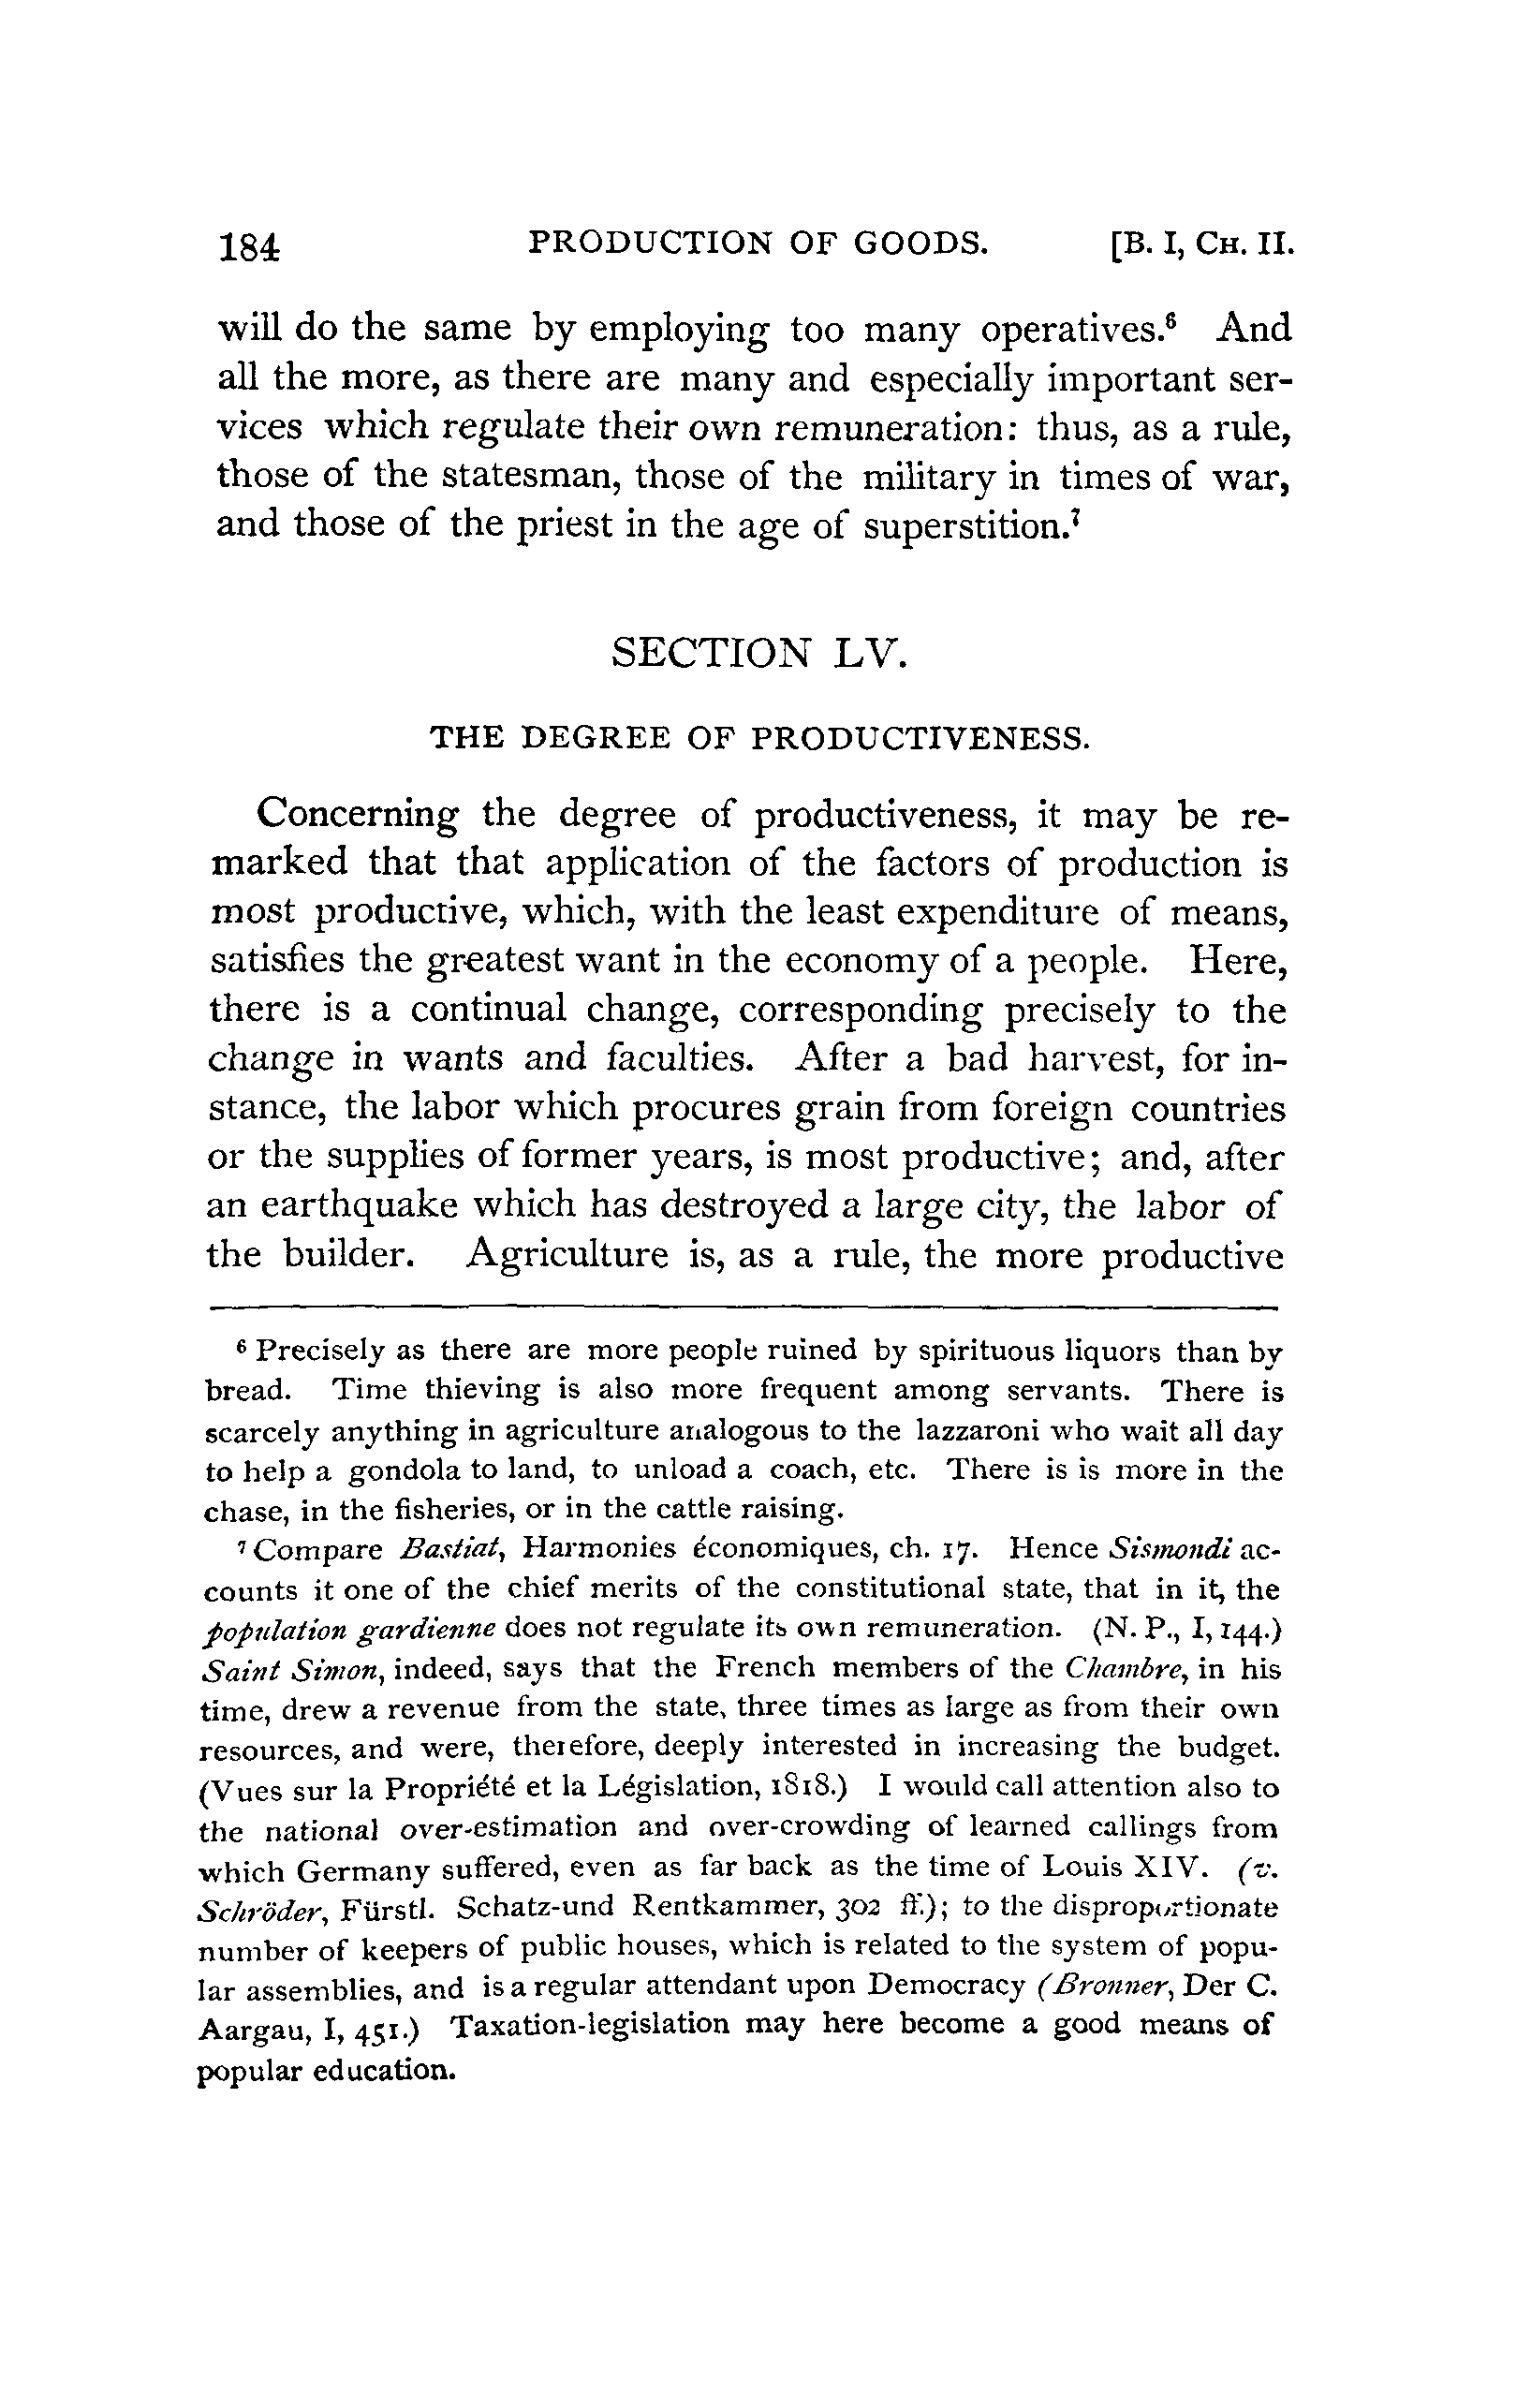 184 PRODUCTION OF GOODS. [B. I, CH. II.
will do the same by employing too many operatives.⁶ And
all the more, as there are many and especially important ser-
vices which regulate their own remuneration: thus, as a rule,
those of the statesman, those of the military in times of war,
and those of the priest in the age of superstition.⁷
SECTION LV.
THE DEGREE OF PRODUCTIVENESS.
Concerning the degree of productiveness, it may be re-
marked that that application of the factors of production is
most productive, which, with the least expenditure of means,
satisfies the greatest want in the economy of a people. Here,
there is a continual change, corresponding precisely to the
change in wants and faculties. After a bad harvest, for in-
stance, the labor which procures grain from foreign countries
or the supplies of former years, is most productive; and, after
an earthquake which has destroyed a large city, the labor of
the builder. Agriculture is, as a rule, the more productive
⁶ Precisely as there are more people ruined by spirituous liquors than by
bread. Time thieving is also more frequent among servants. There is
scarcely anything in agriculture analogous to the lazzaroni who wait all day
to help a gondola to land, to unload a coach, etc. There is is more in the
chase, in the fisheries, or in the cattle raising.
⁷ Compare Bastiat, Harmonies économiques, ch. 17. Hence Sismondi ac-
counts it one of the chief merits of the constitutional state, that in it, the
population gardienne does not regulate its own remuneration. (N. P., I, 144.)
Saint Simon, indeed, says that the French members of the Chambre, in his
time, drew a revenue from the state, three times as large as from their own
resources, and were, therefore, deeply interested in increasing the budget.
(Vues sur la Propriété et la Législation, 1818.) I would call attention also to
the national over-estimation and over-crowding of learned callings from
which Germany suffered, even as far back as the time of Louis XIV. (v.
Schröder, Fürstl. Schatz-und Rentkammer, 302 ff.); to the disproportionate
number of keepers of public houses, which is related to the system of popu-
lar assemblies, and is a regular attendant upon Democracy (Bronner, Der C.
Aargau, I, 451.) Taxation-legislation may here become a good means of
popular education.